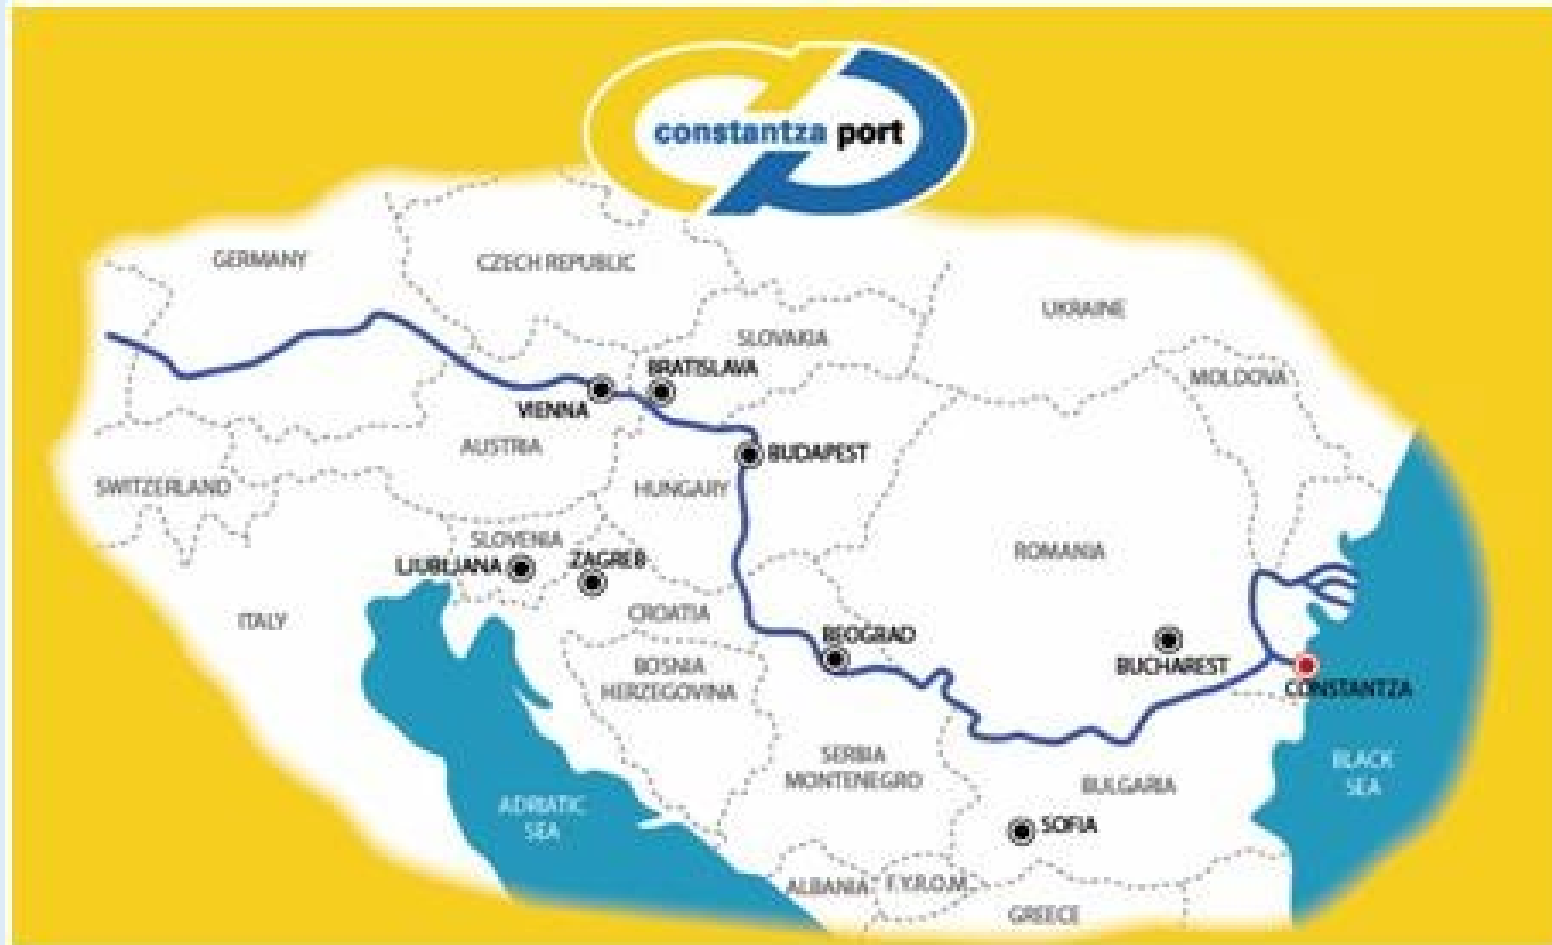 constantza port
GERMANY
CZECH REPUBLIC
UKRAINE
SLOVAKIA
BRATISLAVA
MOLDOVA
VIENNA
AUSTRIA
BUDAPEST
SWITZERLAND
HUNGARY
SLOVENIA
ROMANIA
LJUBLJANA
ZAGREB
ITALY
CROATIA
BEOGRAD
BOSNIA
HERZEGOVINA
BUCHAREST
CONSTANTZA
SERBIA
MONTENEGRO
BLACK
SEA
BULGARIA
ADRIATIC
SEA
SOFIA
ALBANIA
F.Y.R.O.M.
GREECE